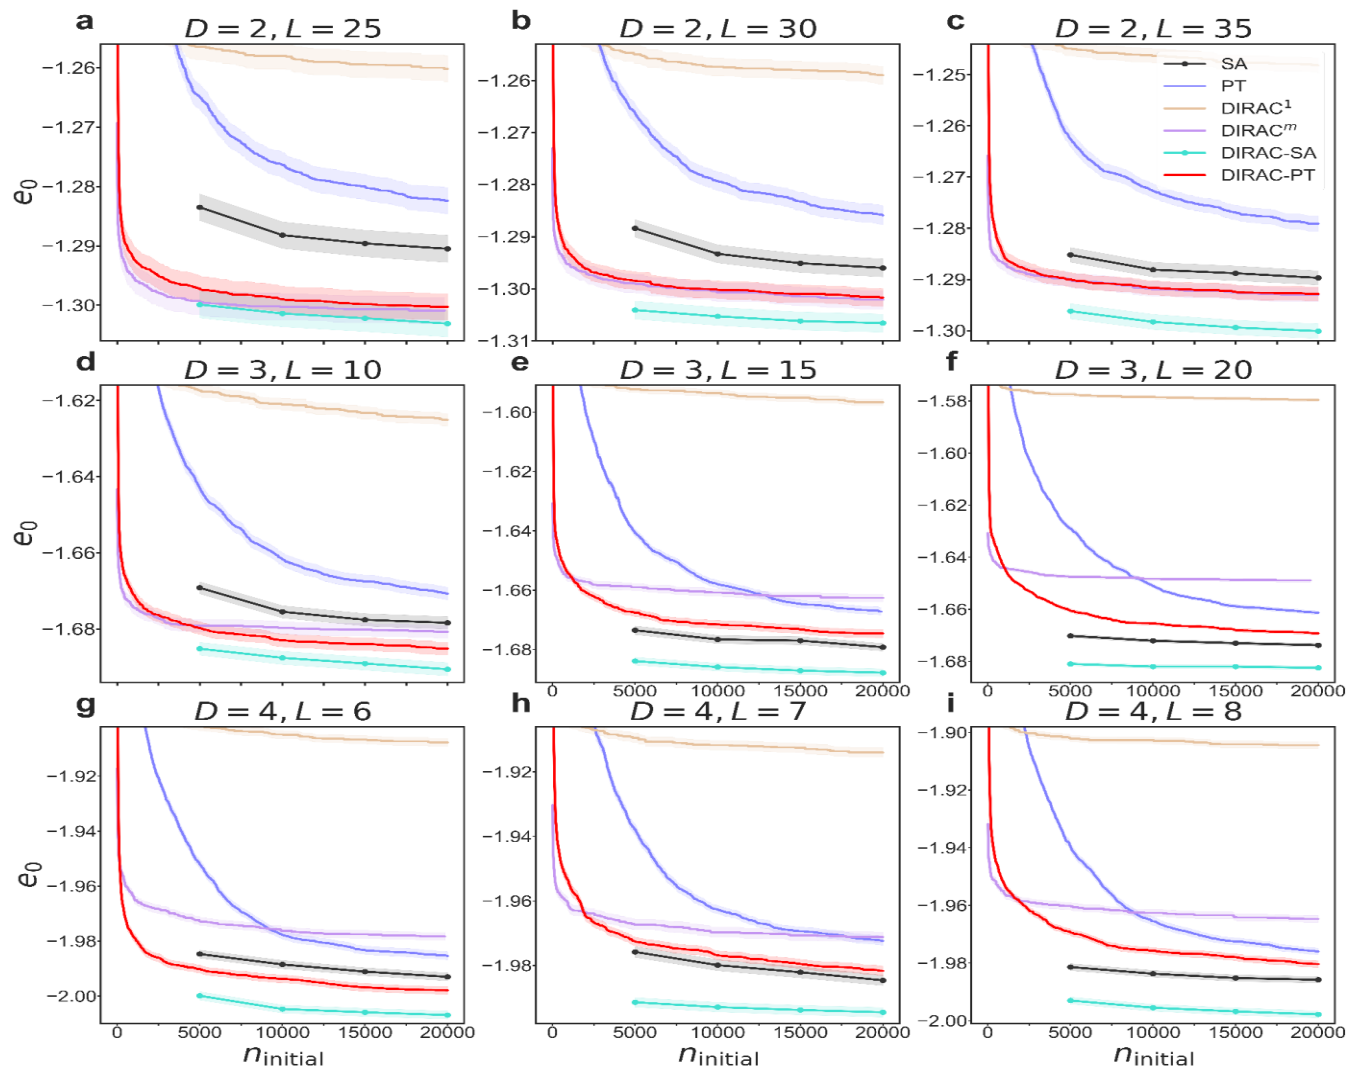 a D = 2, L = 25
b D = 2, L = 30
c D = 2, L = 35
e₀
−1.26
−1.27
−1.28
−1.29
−1.30
−1.26
−1.27
−1.28
−1.29
−1.30
−1.31
−1.25
−1.26
−1.27
−1.28
−1.29
−1.30
SA
PT
DIRAC¹
DIRACᵐ
DIRAC-SA
DIRAC-PT
d D = 3, L = 10
e D = 3, L = 15
f D = 3, L = 20
e₀
−1.62
−1.64
−1.66
−1.68
−1.60
−1.62
−1.64
−1.66
−1.68
0 5000 10000 15000 20000
−1.58
−1.60
−1.62
−1.64
−1.66
−1.68
0 5000 10000 15000 20000
g D = 4, L = 6
h D = 4, L = 7
i D = 4, L = 8
e₀
−1.92
−1.94
−1.96
−1.98
−2.00
0 5000 10000 15000 20000
n_initial
−1.92
−1.94
−1.96
−1.98
0 5000 10000 15000 20000
n_initial
−1.90
−1.92
−1.94
−1.96
−1.98
−2.00
0 5000 10000 15000 20000
n_initial